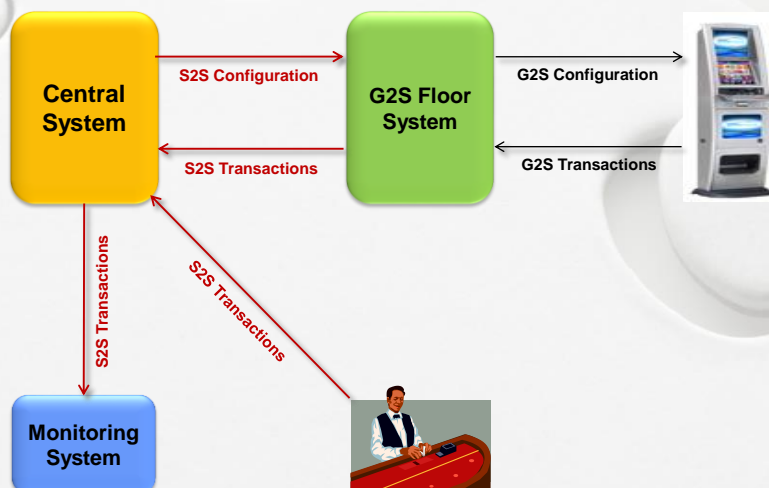 S2S Configuration
G2S Configuration
Central
System
G2S Floor
System
S2S Transactions
G2S Transactions
S2S Transactions
S2S Transactions
Monitoring
System